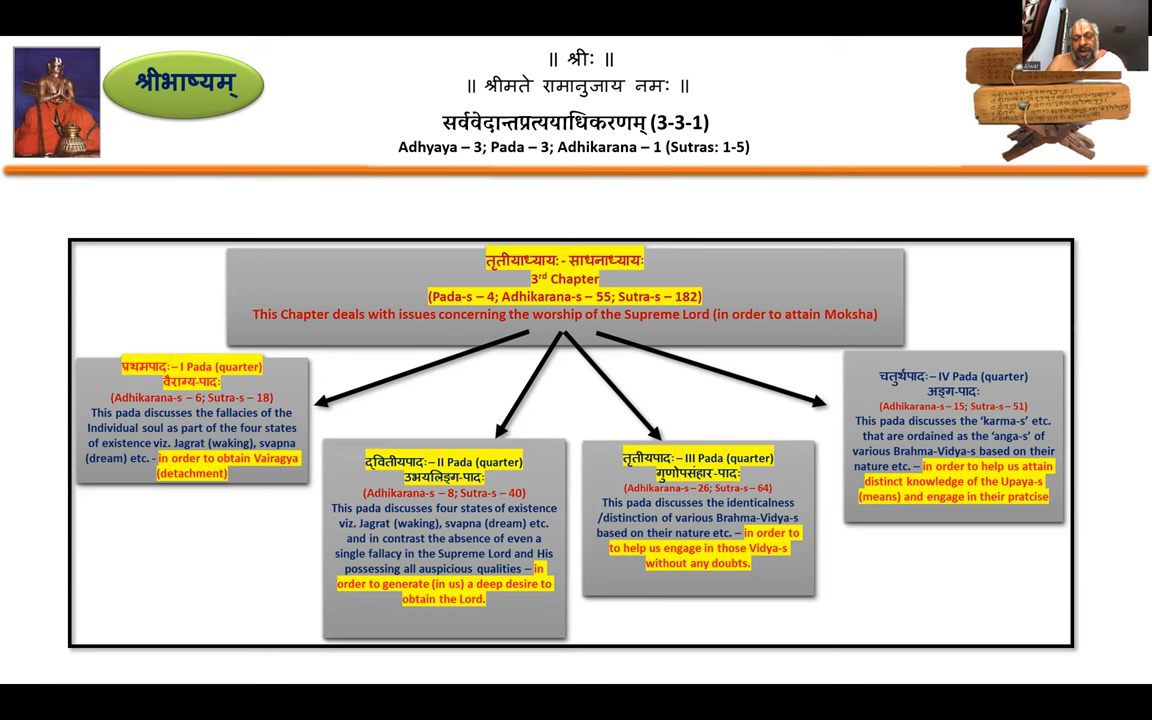 श्रीभाष्यम्
॥ श्रीः ॥
॥ श्रीमते रामानुजाय नमः ॥
सर्ववेदान्तप्रत्ययाधिकरणम् (3-3-1)
Adhyaya – 3; Pada – 3; Adhikarana – 1 (Sutras: 1-5)
तृतीयाध्यायः - साधनाध्यायः
3rd Chapter
(Pada-s – 4; Adhikarana-s – 55; Sutra-s – 182)
This Chapter deals with issues concerning the worship of the Supreme Lord (in order to attain Moksha)
प्रथमपादः – I Pada (quarter)
वैराग्य-पादः
(Adhikarana-s – 6; Sutra-s – 18)
This pada discusses the fallacies of the
Individual soul as part of the four states
of existence viz. Jagrat (waking), svapna
(dream) etc. - in order to obtain Vairagya
(detachment)
द्वितीयपादः – II Pada (quarter)
उभयलिङ्ग-पादः
(Adhikarana-s – 8; Sutra-s – 40)
This pada discusses four states of existence
viz. Jagrat (waking), svapna (dream) etc.
and in contrast the absence of even a
single fallacy in the Supreme Lord and His
possessing all auspicious qualities – in
order to generate (in us) a deep desire to
obtain the Lord.
तृतीयपादः – III Pada (quarter)
गुणोपसंहार-पादः
(Adhikarana-s – 26; Sutra-s – 64)
This pada discusses the identicalness
/distinction of various Brahma-Vidya-s
based on their nature etc. – in order to
to help us engage in those Vidya-s
without any doubts.
चतुर्थपादः – IV Pada (quarter)
अङ्ग-पादः
(Adhikarana-s – 15; Sutra-s – 51)
This pada discusses the 'karma-s' etc.
that are ordained as the 'anga-s' of
various Brahma-Vidya-s based on their
nature etc. – in order to help us attain
distinct knowledge of the Upaya-s
(means) and engage in their pratcise